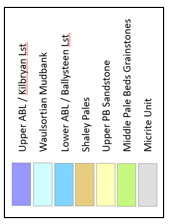 Upper ABL / Kilbryan Lst
Waulsortian Mudbank
Lower ABL / Ballysteen Lst
Shaley Pales
Upper PB Sandstone
Middle Pale Beds Grainstones
Micrite Unit